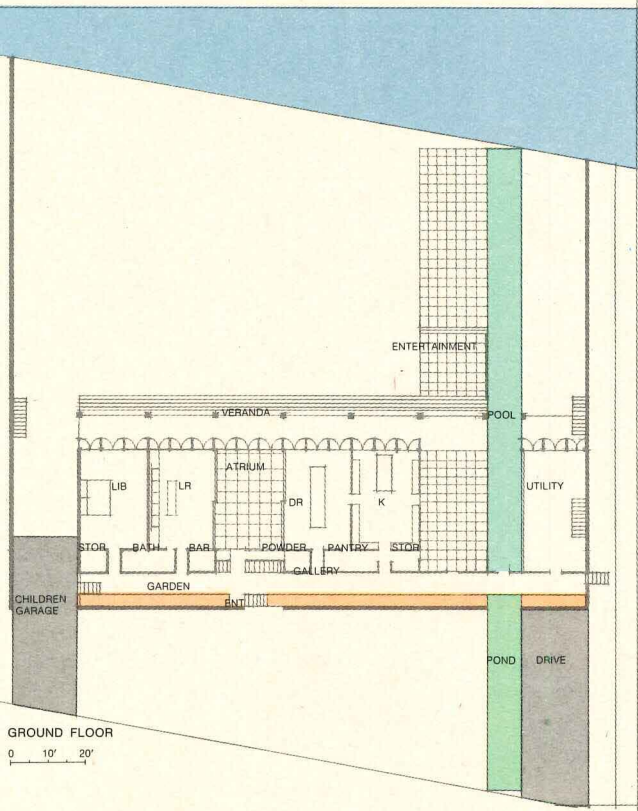 ENTERTAINMENT
VERANDA
POOL
ATRIUM
LIB
LR
DR
K
UTILITY
STOR
BATH
BAR
POWDER
PANTRY
STOR
GALLERY
GARDEN
CHILDREN
GARAGE
ENT
POND
DRIVE
GROUND FLOOR
0 10' 20'